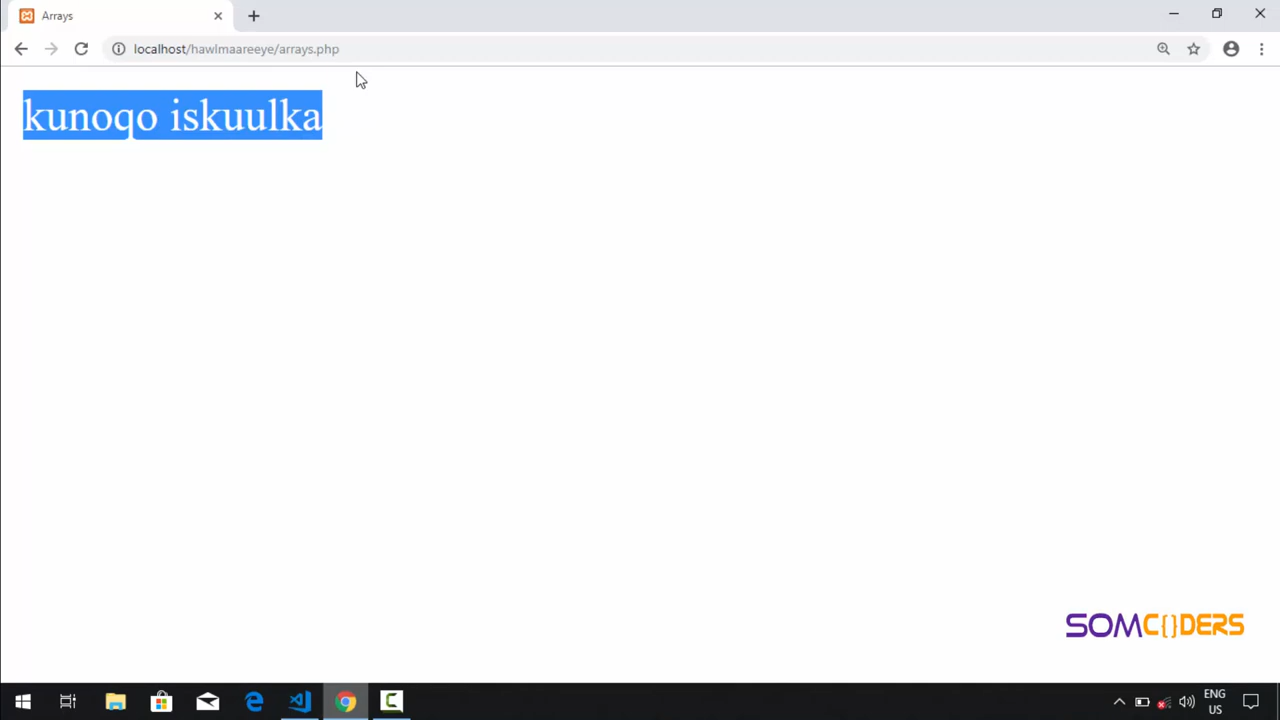 Arrays
localhost/hawlmaareeye/arrays.php
kunoqo iskuulka
SOMC{}DERS
ENG
US